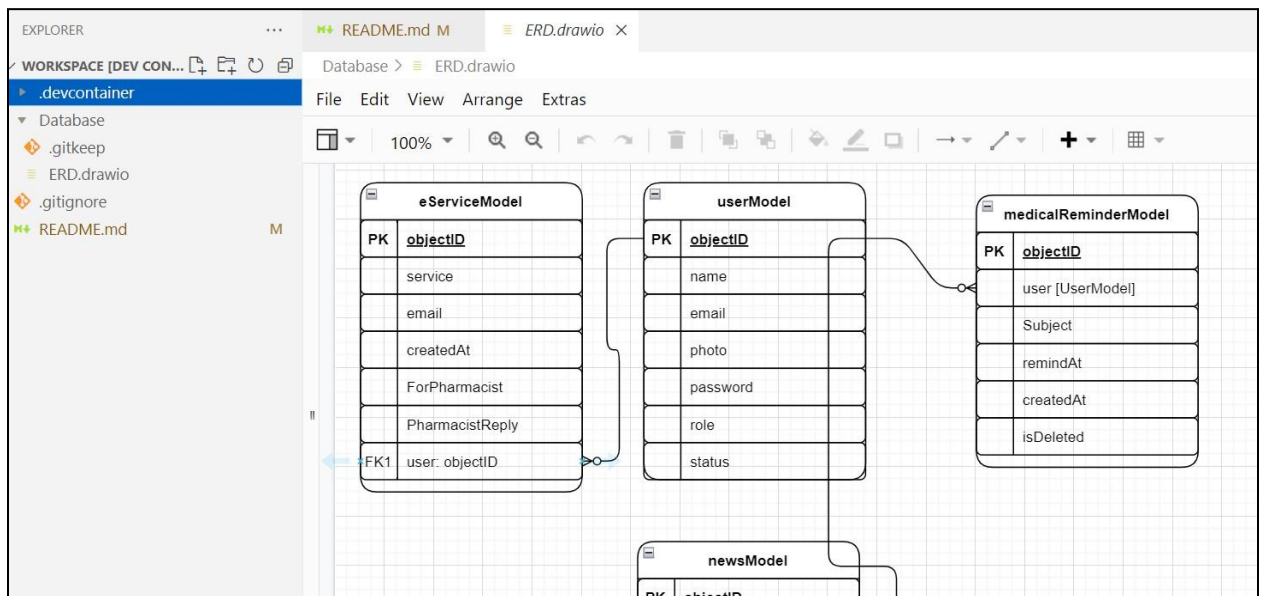 EXPLORER ...
WORKSPACE [DEV CON...
.devcontainer
Database
.gitkeep
ERD.drawio
.gitignore
README.md M
README.md M
ERD.drawio
Database > ERD.drawio
File Edit View Arrange Extras
100%
eServiceModel
PK objectID
service
email
createdAt
ForPharmacist
PharmacistReply
FK1 user: objectID
userModel
PK objectID
name
email
photo
password
role
status
medicalReminderModel
PK objectID
user [UserModel]
Subject
remindAt
createdAt
isDeleted
newsModel
PK objectID